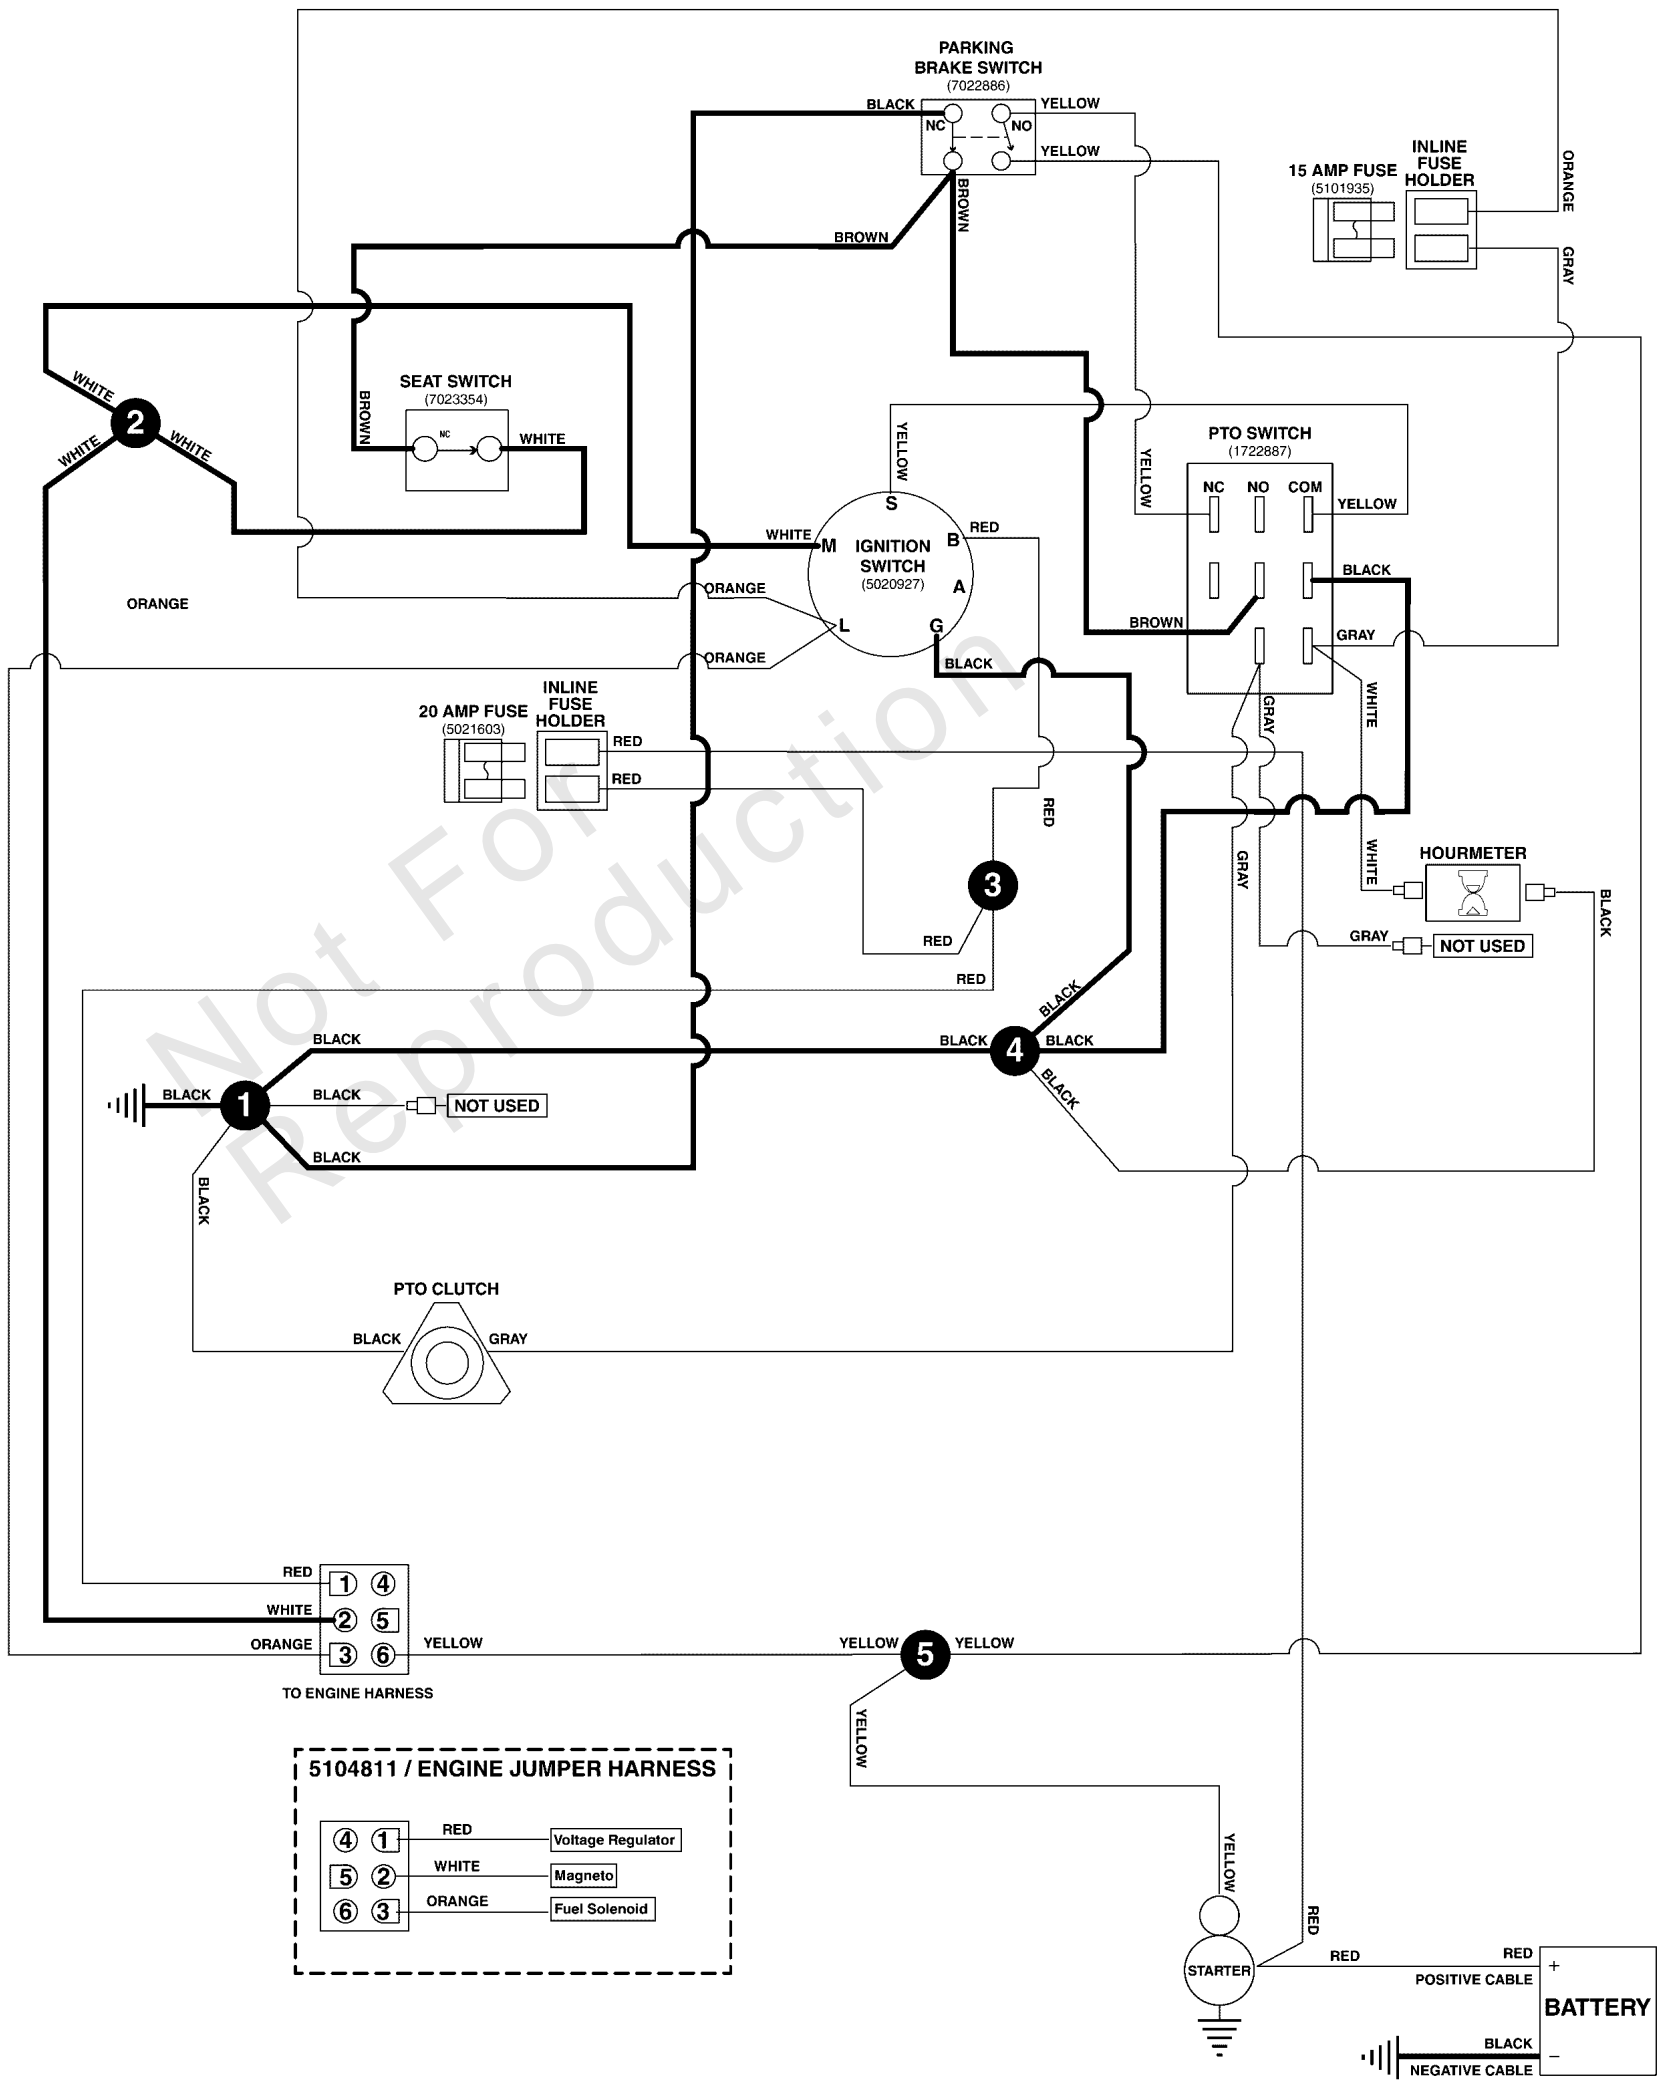 PARKING
BRAKE SWITCH
(7022886)
BLACK
YELLOW
NC
NO
YELLOW
BROWN
BROWN
15 AMP FUSE
(5101935)
INLINE
FUSE
HOLDER
ORANGE
GRAY
WHITE
2
WHITE
WHITE
SEAT SWITCH
(7023354)
BROWN
NC
WHITE
YELLOW
YELLOW
PTO SWITCH
(1722887)
NC
NO
COM
YELLOW
BLACK
BROWN
GRAY
WHITE
GRAY
S
RED
B
WHITE
M
IGNITION
SWITCH
(5020927)
A
G
L
BLACK
ORANGE
ORANGE
ORANGE
20 AMP FUSE
(5021603)
INLINE
FUSE
HOLDER
RED
RED
RED
3
RED
RED
GRAY
WHITE
HOURMETER
BLACK
GRAY
NOT USED
Not For
Reproduction
BLACK
BLACK
4
BLACK
BLACK
BLACK
BLACK
1
BLACK
NOT USED
BLACK
BLACK
PTO CLUTCH
BLACK
GRAY
RED
1
4
WHITE
2
5
ORANGE
3
6
YELLOW
YELLOW
5
YELLOW
TO ENGINE HARNESS
YELLOW
5104811 / ENGINE JUMPER HARNESS
4
1
RED
Voltage Regulator
5
2
WHITE
Magneto
6
3
ORANGE
Fuel Solenoid
YELLOW
RED
STARTER
RED
RED
+
POSITIVE CABLE
BATTERY
BLACK
–
NEGATIVE CABLE